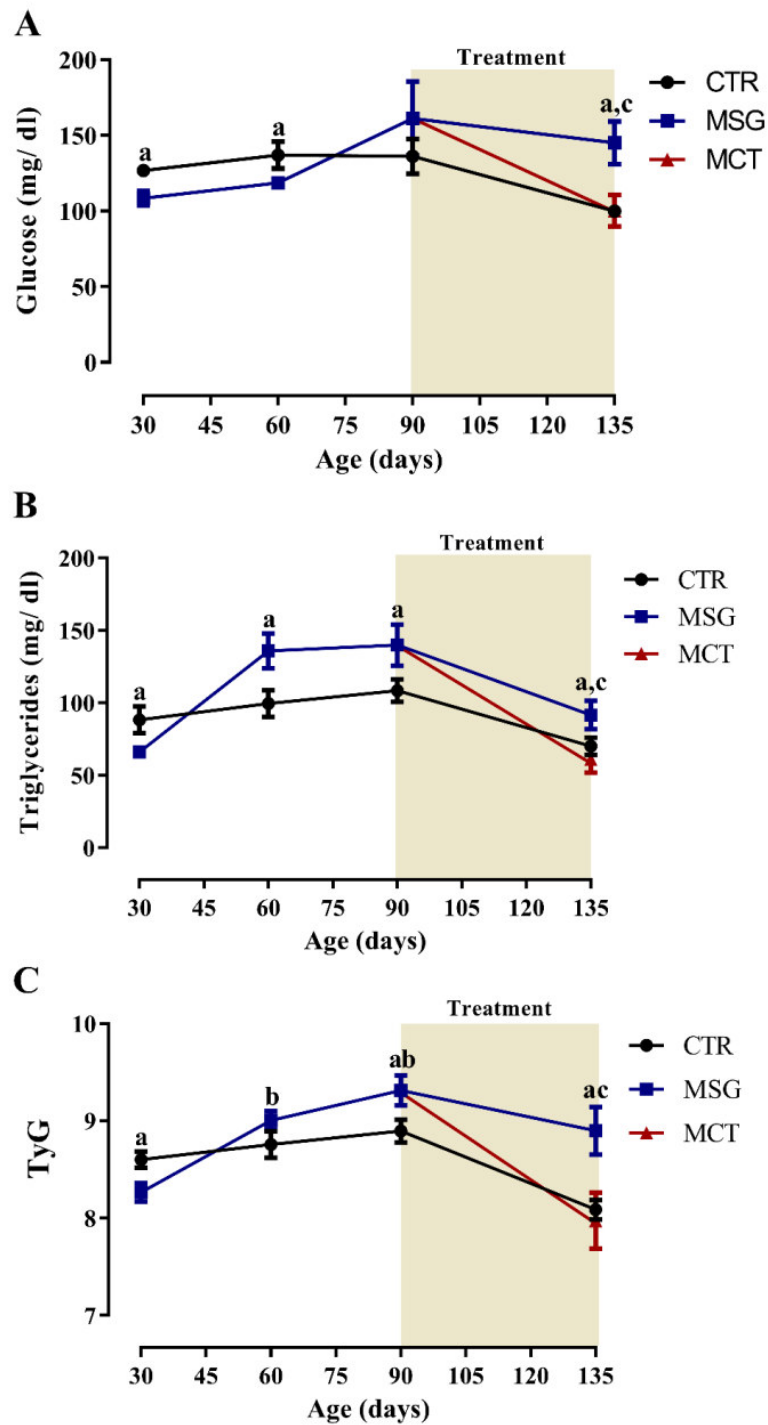 A
Treatment
200
150
100
50
0
Glucose (mg/ dl)
a
a
a,c
CTR
MSG
MCT
30 45 60 75 90 105 120 135
Age (days)
B
Treatment
200
150
100
50
0
Triglycerides (mg/ dl)
a
a
a
a,c
CTR
MSG
MCT
30 45 60 75 90 105 120 135
Age (days)
C
Treatment
10
9
8
7
TyG
a
b
ab
ac
CTR
MSG
MCT
30 45 60 75 90 105 120 135
Age (days)